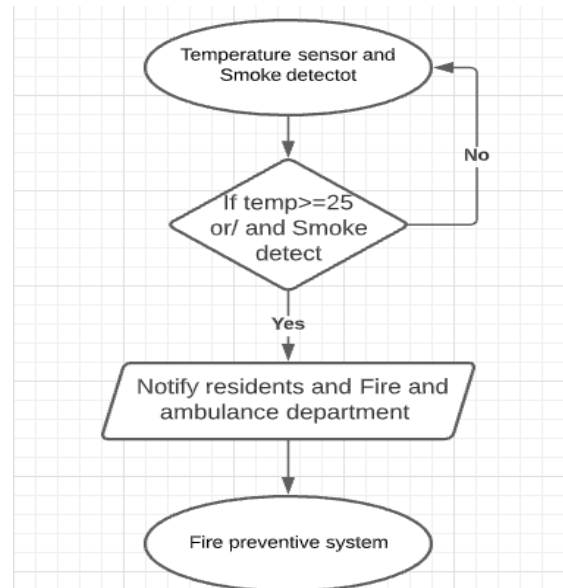 Temperature sensor and
Smoke detectot
No
If temp>=25
or/ and Smoke
detect
Yes
Notify residents and Fire and
ambulance department
Fire preventive system